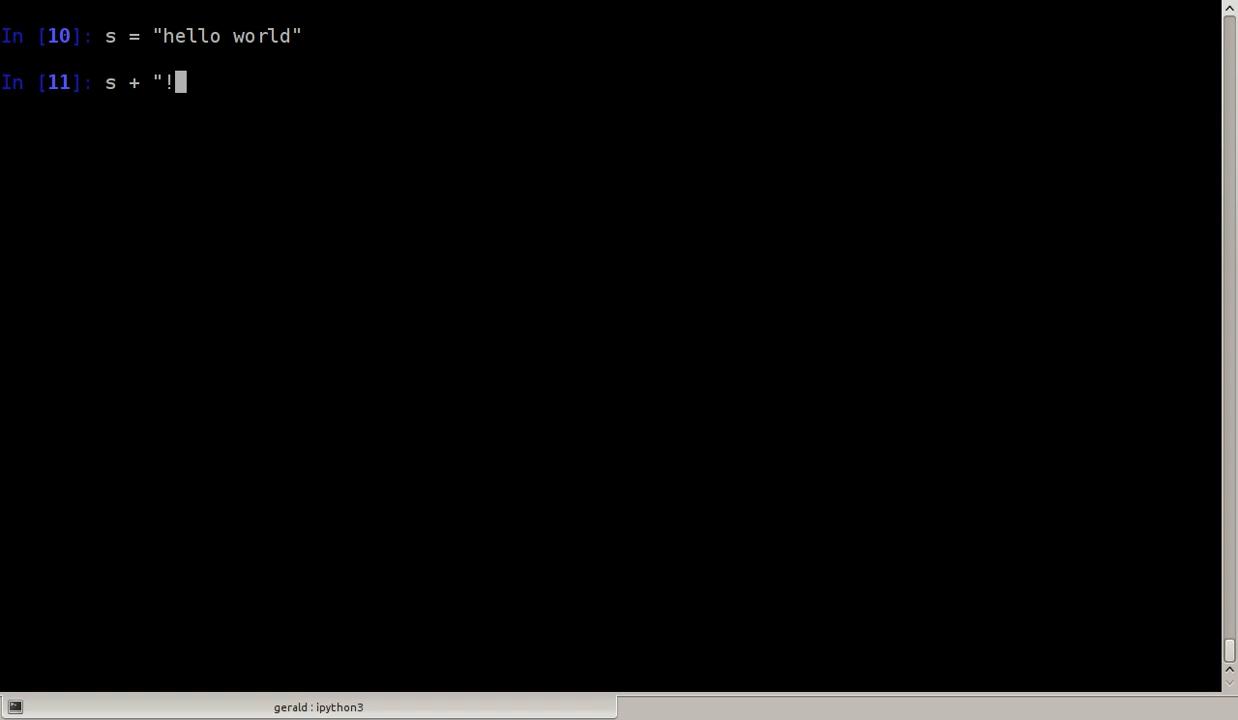 In [10]: s = "hello world"
In [11]: s + "!
gerald : ipython3